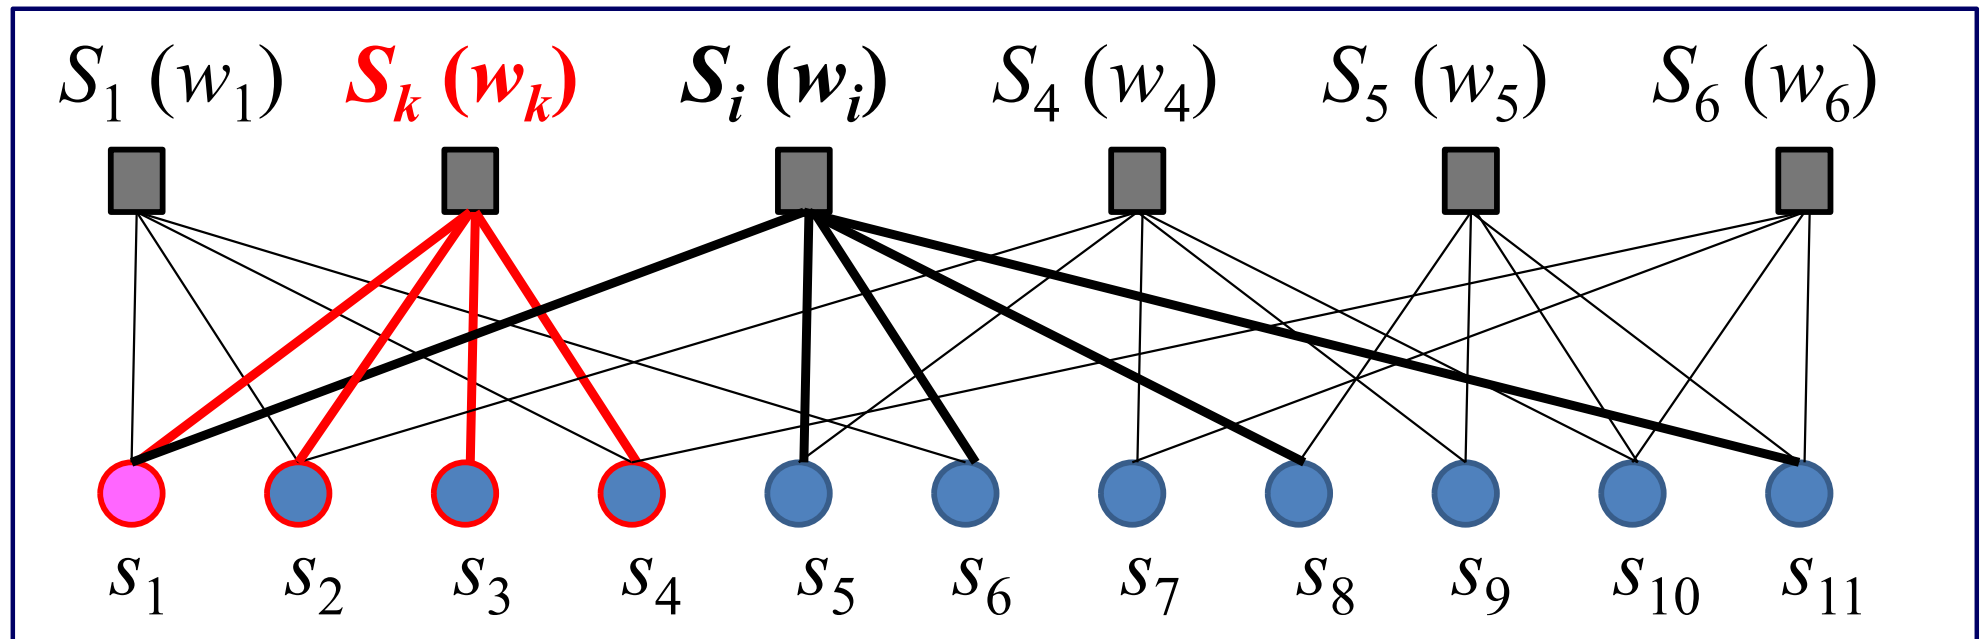 S₁ (w₁) Sₖ (wₖ) Sᵢ (wᵢ) S₄ (w₄) S₅ (w₅) S₆ (w₆)
s₁ s₂ s₃ s₄ s₅ s₆ s₇ s₈ s₉ s₁₀ s₁₁